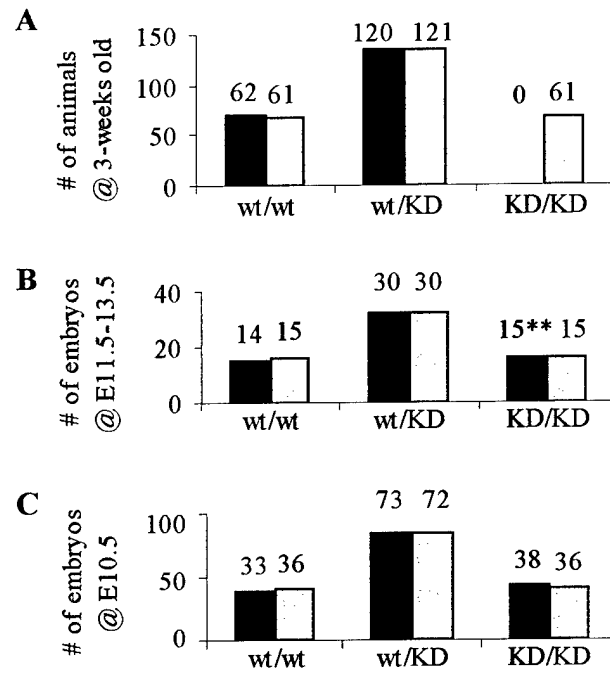 A
# of animals
@ 3-weeks old
150
100
50
0
62 61
120 121
0 61
wt/wt wt/KD KD/KD
B
# of embryos
@ E11.5-13.5
40
20
0
14 15
30 30
15** 15
wt/wt wt/KD KD/KD
C
# of embryos
@ E10.5
100
50
0
33 36
73 72
38 36
wt/wt wt/KD KD/KD